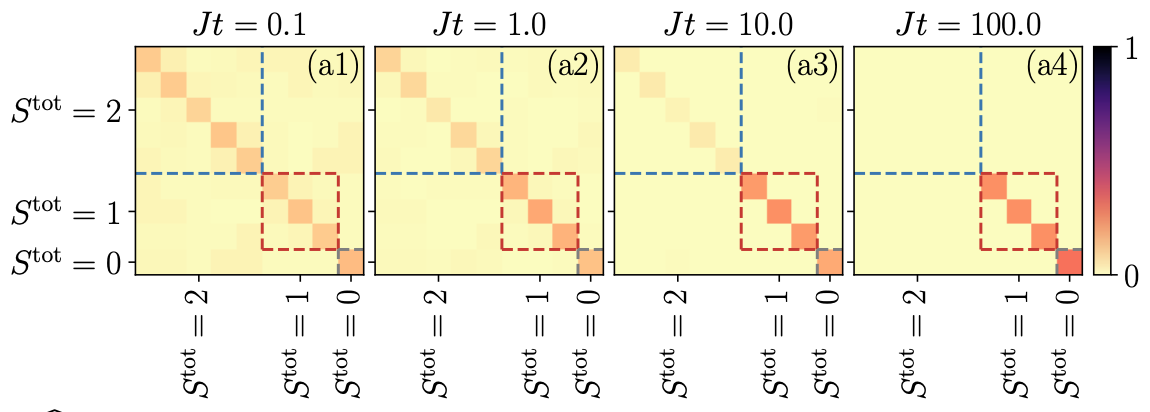 Jt = 0.1 Jt = 1.0 Jt = 10.0 Jt = 100.0
(a1) (a2) (a3) (a4) 1
S^tot = 2
S^tot = 1
S^tot = 0 0
S^tot = 2 S^tot = 1 S^tot = 0 S^tot = 2 S^tot = 1 S^tot = 0 S^tot = 2 S^tot = 1 S^tot = 0 S^tot = 2 S^tot = 1 S^tot = 0